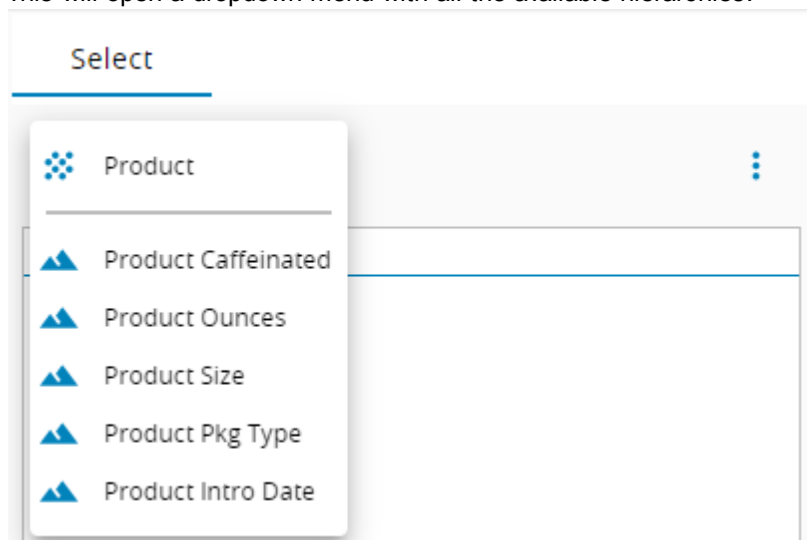 This will open a dropdown menu with all the available hierarchies.
Select
Product
Product Caffeinated
Product Ounces
Product Size
Product Pkg Type
Product Intro Date